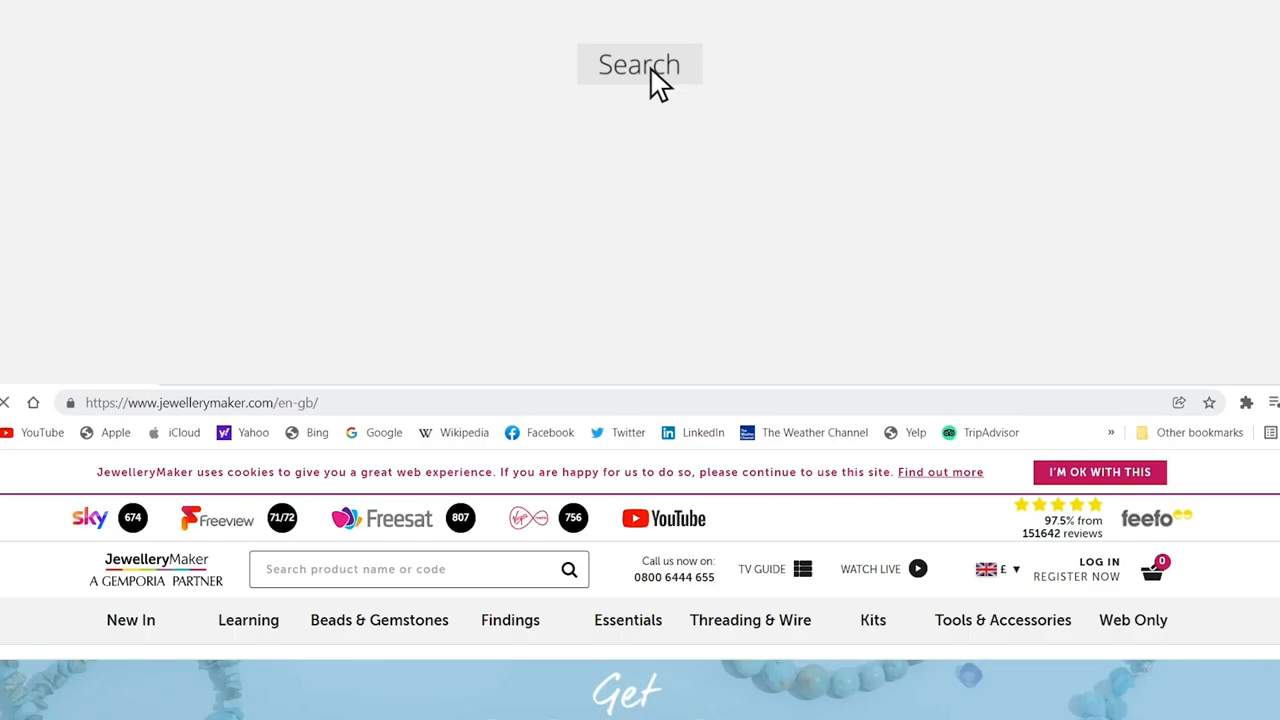 Search
https://www.jewellerymaker.com/en-gb/
YouTube Apple iCloud Yahoo Bing Google Wikipedia Facebook Twitter LinkedIn The Weather Channel Yelp TripAdvisor » Other bookmarks
JewelleryMaker uses cookies to give you a great web experience. If you are happy for us to do so, please continue to use this site. Find out more I'M OK WITH THIS
sky 674 Freeview 71/72 Freesat 807 Virgin media 756 YouTube 97.5% from feefo
151642 reviews
JewelleryMaker Search product name or code Call us now on: TV GUIDE WATCH LIVE £ LOG IN 0
A GEMPORIA PARTNER 0800 6444 655 REGISTER NOW
New In Learning Beads & Gemstones Findings Essentials Threading & Wire Kits Tools & Accessories Web Only
Get